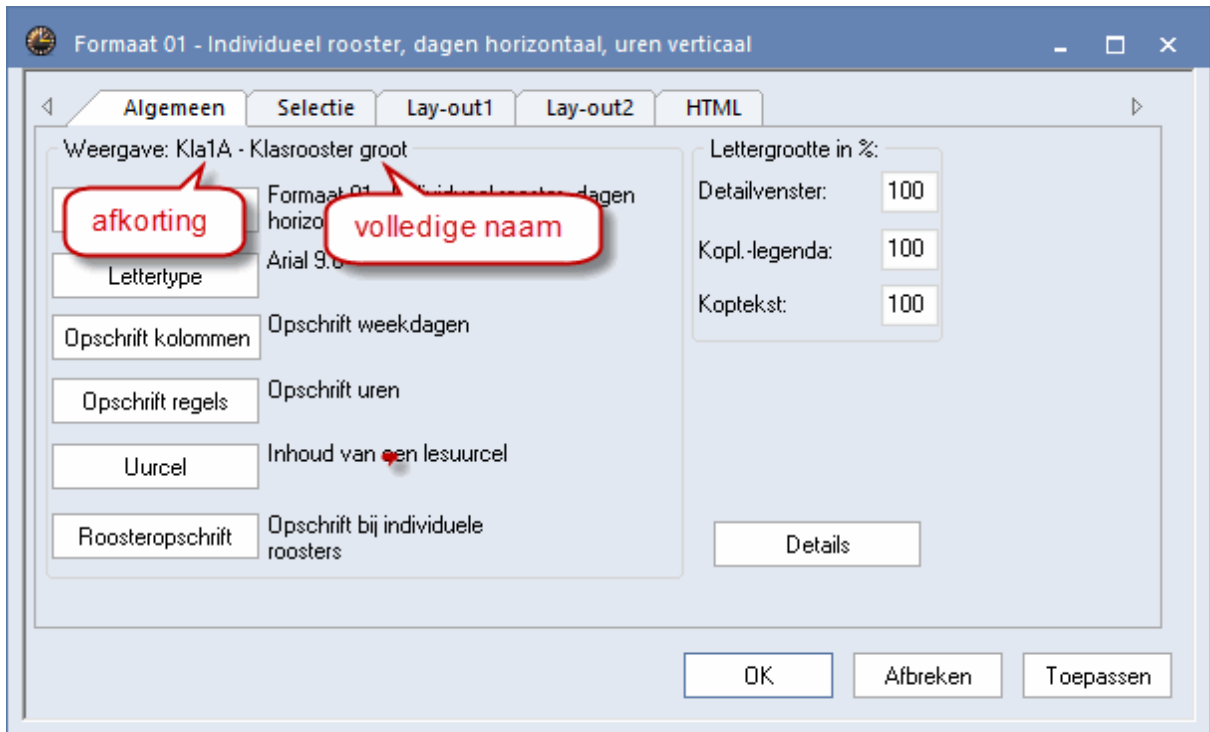 Formaat 01 - Individueel rooster, dagen horizontaal, uren verticaal
Algemeen Selectie Lay-out1 Lay-out2 HTML
Weergave: Kla1A - Klasrooster groot
afkorting
volledige naam
Formaat 01 - Individueel rooster, dagen
Lettertype
Arial
Opschrift kolommen
Opschrift weekdagen
Opschrift regels
Opschrift uren
Uurcel
Inhoud van een lesuurcel
Roosteropschrift
Opschrift bij individuele
roosters
Lettergrootte in %:
Detailvenster: 100
Kopl.-legenda: 100
Koptekst: 100
Details
OK Afbreken Toepassen